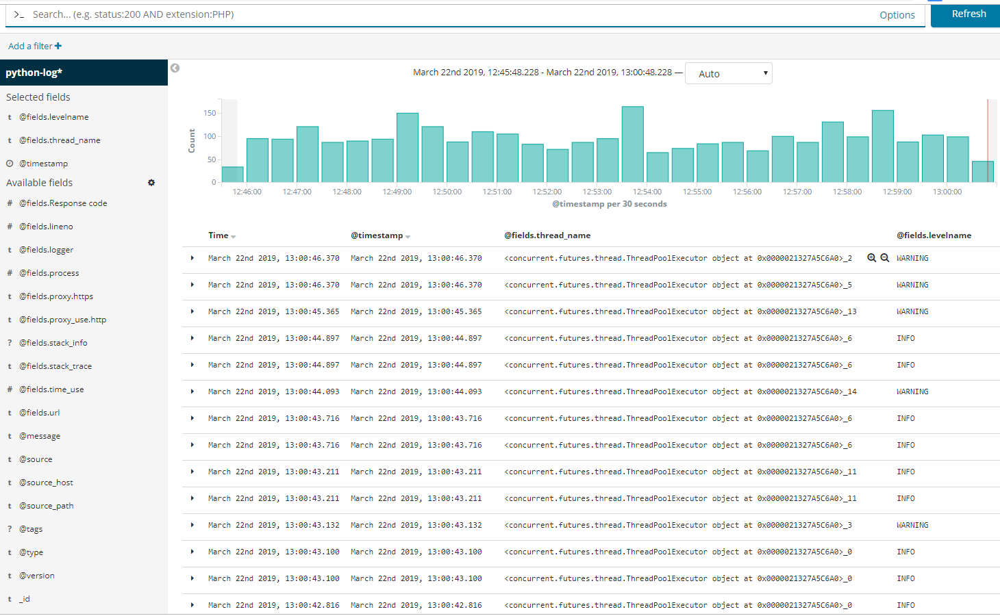 >_ Search... (e.g. status:200 AND extension:PHP) Options Refresh
Add a filter +
python-log*
Selected fields
t @fields.levelname
t @fields.thread_name
@timestamp
Available fields
# @fields.Response code
# @fields.lineno
t @fields.logger
# @fields.process
t @fields.proxy.https
t @fields.proxy_use.http
? @fields.stack_info
t @fields.stack_trace
# @fields.time_use
t @fields.url
t @message
t @source
t @source_host
t @source_path
? @tags
t @type
t @version
t _id
March 22nd 2019, 12:45:48.228 - March 22nd 2019, 13:00:48.228 — Auto
Count
150
100
50
0
12:46:00 12:47:00 12:48:00 12:49:00 12:50:00 12:51:00 12:52:00 12:53:00 12:54:00 12:55:00 12:56:00 12:57:00 12:58:00 12:59:00 13:00:00
@timestamp per 30 seconds
Time @timestamp @fields.thread_name @fields.levelname
March 22nd 2019, 13:00:46.370 March 22nd 2019, 13:00:46.370 <concurrent.futures.thread.ThreadPoolExecutor object at 0x0000021327A5C6A0>_2 WARNING
March 22nd 2019, 13:00:46.370 March 22nd 2019, 13:00:46.370 <concurrent.futures.thread.ThreadPoolExecutor object at 0x0000021327A5C6A0>_5 WARNING
March 22nd 2019, 13:00:45.365 March 22nd 2019, 13:00:45.365 <concurrent.futures.thread.ThreadPoolExecutor object at 0x0000021327A5C6A0>_13 WARNING
March 22nd 2019, 13:00:44.897 March 22nd 2019, 13:00:44.897 <concurrent.futures.thread.ThreadPoolExecutor object at 0x0000021327A5C6A0>_6 INFO
March 22nd 2019, 13:00:44.897 March 22nd 2019, 13:00:44.897 <concurrent.futures.thread.ThreadPoolExecutor object at 0x0000021327A5C6A0>_6 INFO
March 22nd 2019, 13:00:44.093 March 22nd 2019, 13:00:44.093 <concurrent.futures.thread.ThreadPoolExecutor object at 0x0000021327A5C6A0>_14 WARNING
March 22nd 2019, 13:00:43.716 March 22nd 2019, 13:00:43.716 <concurrent.futures.thread.ThreadPoolExecutor object at 0x0000021327A5C6A0>_6 INFO
March 22nd 2019, 13:00:43.716 March 22nd 2019, 13:00:43.716 <concurrent.futures.thread.ThreadPoolExecutor object at 0x0000021327A5C6A0>_6 INFO
March 22nd 2019, 13:00:43.211 March 22nd 2019, 13:00:43.211 <concurrent.futures.thread.ThreadPoolExecutor object at 0x0000021327A5C6A0>_11 INFO
March 22nd 2019, 13:00:43.211 March 22nd 2019, 13:00:43.211 <concurrent.futures.thread.ThreadPoolExecutor object at 0x0000021327A5C6A0>_11 INFO
March 22nd 2019, 13:00:43.132 March 22nd 2019, 13:00:43.132 <concurrent.futures.thread.ThreadPoolExecutor object at 0x0000021327A5C6A0>_3 WARNING
March 22nd 2019, 13:00:43.100 March 22nd 2019, 13:00:43.100 <concurrent.futures.thread.ThreadPoolExecutor object at 0x0000021327A5C6A0>_0 INFO
March 22nd 2019, 13:00:43.100 March 22nd 2019, 13:00:43.100 <concurrent.futures.thread.ThreadPoolExecutor object at 0x0000021327A5C6A0>_0 INFO
March 22nd 2019, 13:00:42.816 March 22nd 2019, 13:00:42.816 <concurrent.futures.thread.ThreadPoolExecutor object at 0x0000021327A5C6A0>_0 INFO